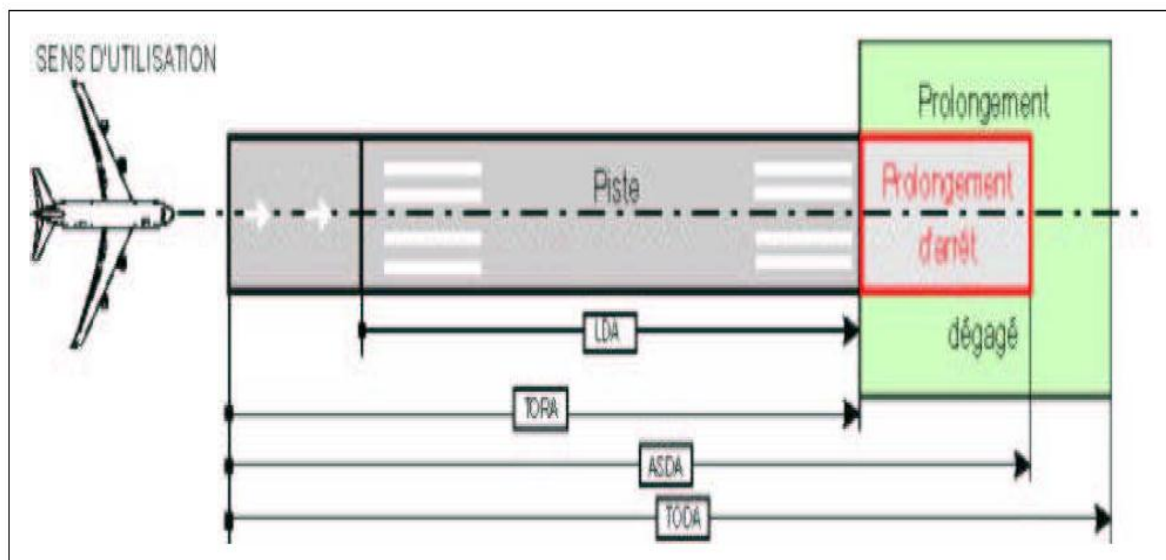 SENS D'UTILISATION
Prolongement
Piste
Prolongement
d'arrêt
dégagé
LDA
TORA
ASDA
TODA